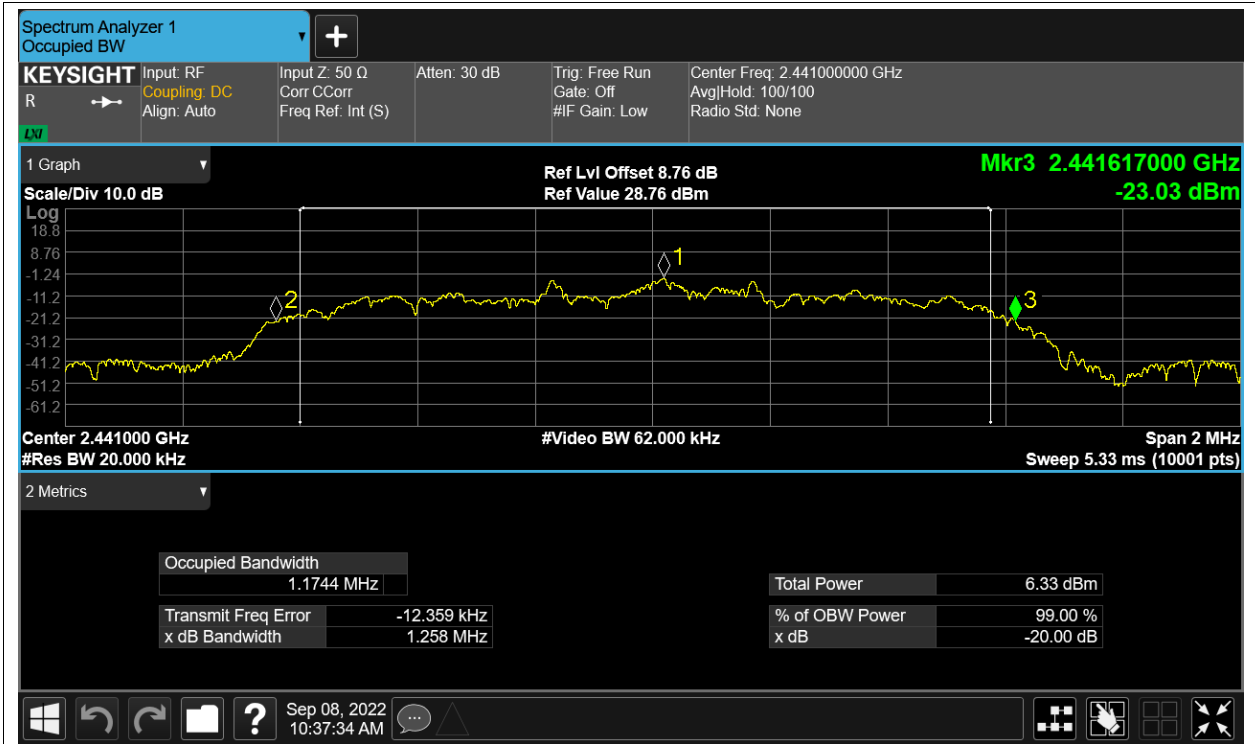 Spectrum Analyzer 1
Occupied BW
KEYSIGHT
R
LXI
Input: RF
Coupling: DC
Align: Auto
Input Z: 50 Ω
Corr CCorr
Freq Ref: Int (S)
Atten: 30 dB
Trig: Free Run
Gate: Off
#IF Gain: Low
Center Freq: 2.441000000 GHz
Avg|Hold: 100/100
Radio Std: None
1 Graph
Scale/Div 10.0 dB
Ref Lvl Offset 8.76 dB
Ref Value 28.76 dBm
Mkr3 2.441617000 GHz
-23.03 dBm
Log
18.8
8.76
-1.24
-11.2
-21.2
-31.2
-41.2
-51.2
-61.2
1
2
3
Center 2.441000 GHz
#Res BW 20.000 kHz
#Video BW 62.000 kHz
Span 2 MHz
Sweep 5.33 ms (10001 pts)
2 Metrics
Occupied Bandwidth
1.1744 MHz
Transmit Freq Error -12.359 kHz
x dB Bandwidth 1.258 MHz
Total Power 6.33 dBm
% of OBW Power 99.00 %
x dB -20.00 dB
?
Sep 08, 2022
10:37:34 AM